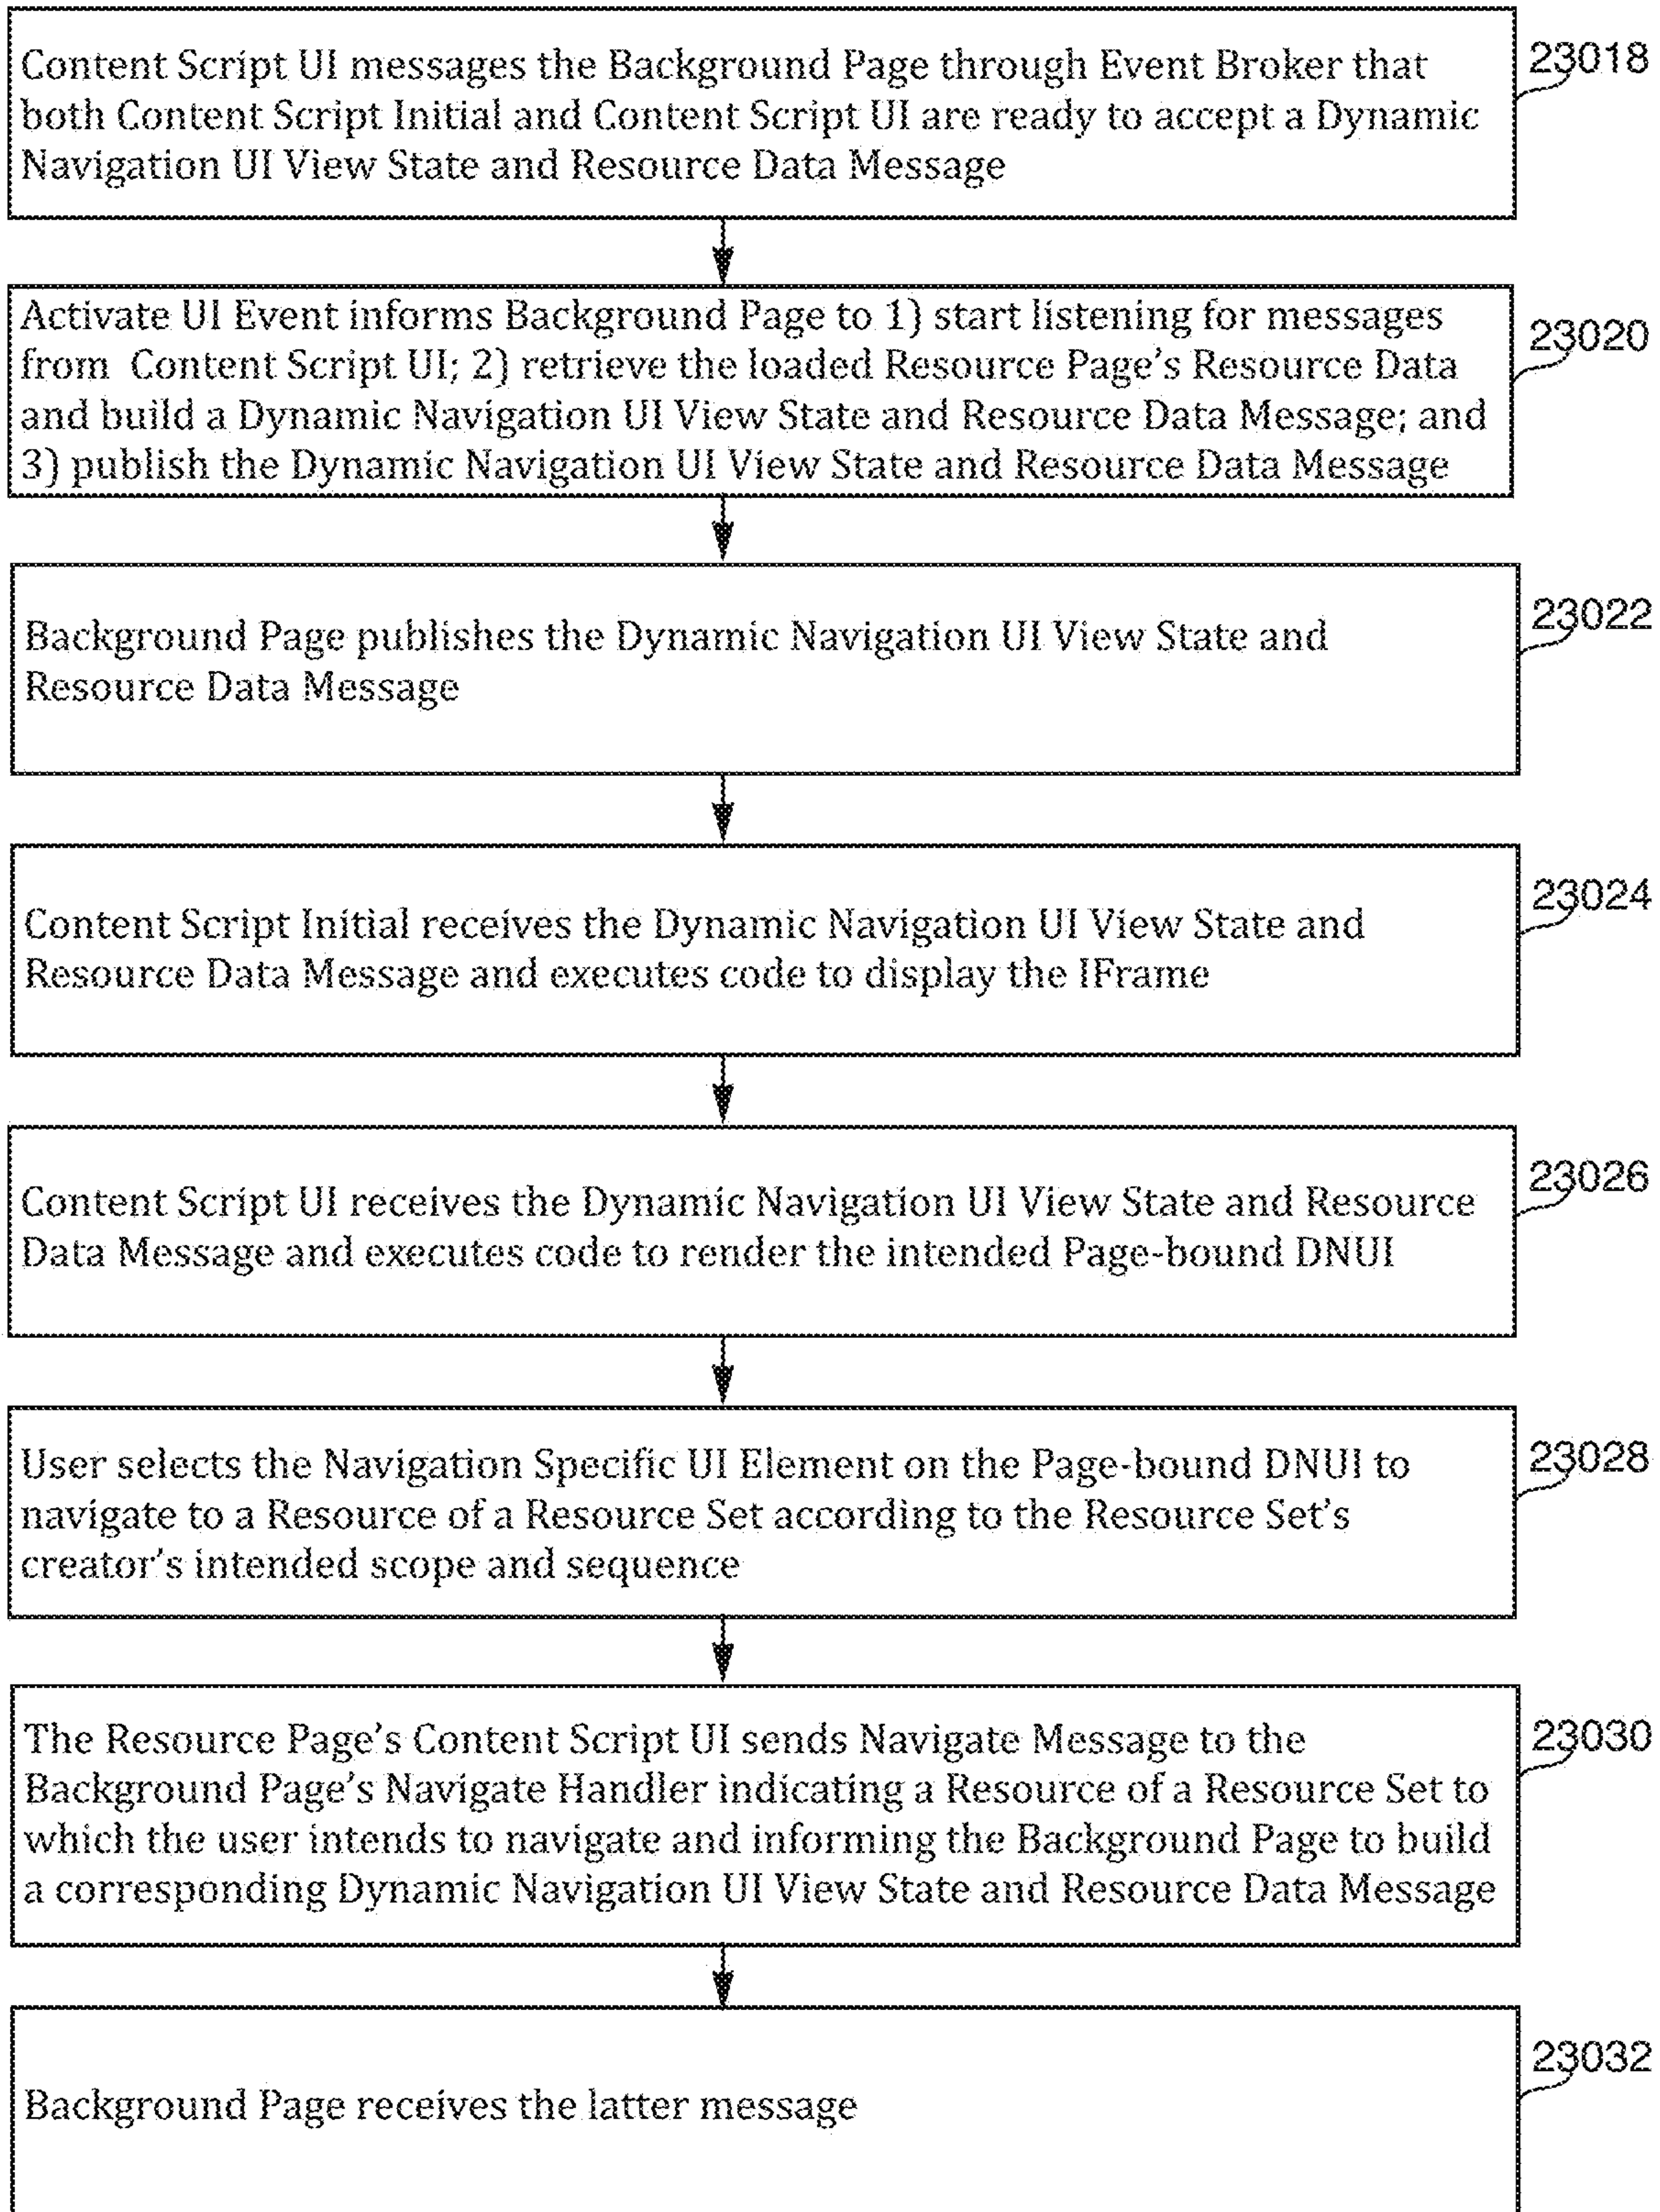 Content Script UI messages the Background Page through Event Broker that
both Content Script Initial and Content Script UI are ready to accept a Dynamic
Navigation UI View State and Resource Data Message
23018
Activate UI Event informs Background Page to 1) start listening for messages
from Content Script UI; 2) retrieve the loaded Resource Page's Resource Data
and build a Dynamic Navigation UI View State and Resource Data Message; and
3) publish the Dynamic Navigation UI View State and Resource Data Message
23020
Background Page publishes the Dynamic Navigation UI View State and
Resource Data Message
23022
Content Script Initial receives the Dynamic Navigation UI View State and
Resource Data Message and executes code to display the IFrame
23024
Content Script UI receives the Dynamic Navigation UI View State and Resource
Data Message and executes code to render the intended Page-bound DNUI
23026
User selects the Navigation Specific UI Element on the Page-bound DNUI to
navigate to a Resource of a Resource Set according to the Resource Set's
creator's intended scope and sequence
23028
The Resource Page's Content Script UI sends Navigate Message to the
Background Page's Navigate Handler indicating a Resource of a Resource Set to
which the user intends to navigate and informing the Background Page to build
a corresponding Dynamic Navigation UI View State and Resource Data Message
23030
Background Page receives the latter message
23032